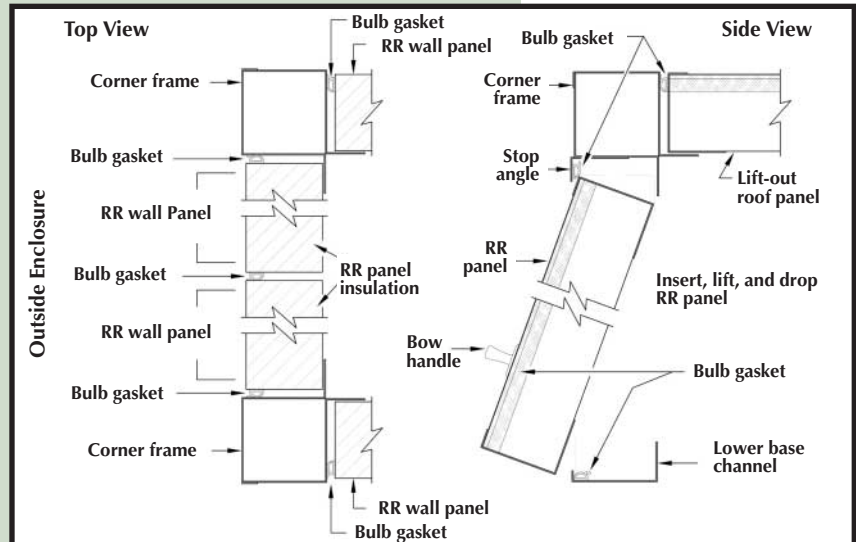 Top View
Bulb gasket
RR wall panel
Corner frame
Bulb gasket
RR wall Panel
Bulb gasket
RR panel
insulation
RR wall panel
Bulb gasket
Corner frame
RR wall panel
Bulb gasket
Outside Enclosure
Side View
Bulb gasket
Corner
frame
Stop
angle
Lift-out
roof panel
RR
panel
Insert, lift, and drop
RR panel
Bow
handle
Bulb gasket
Lower base
channel